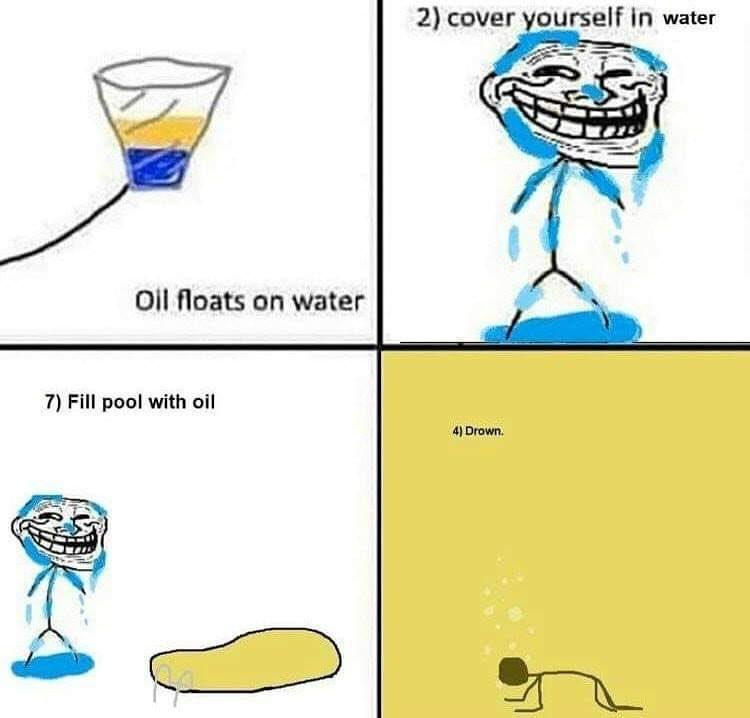 Oil floats on water
2) cover yourself in water
7) Fill pool with oil
4) Drown.